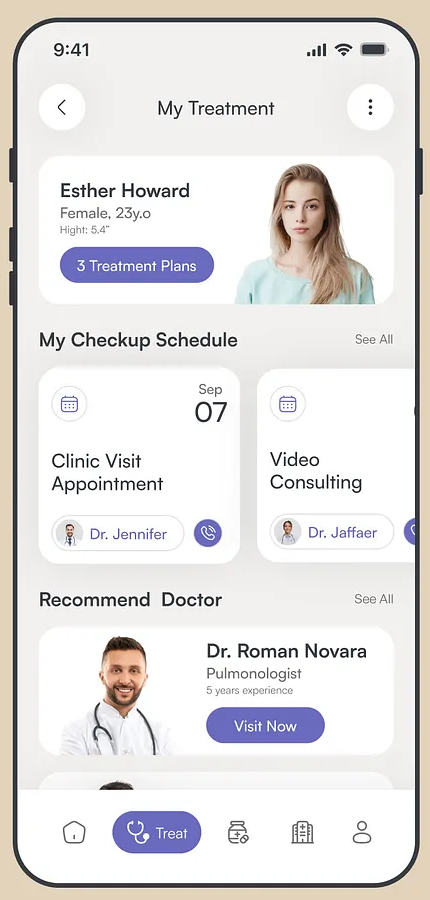 9:41
My Treatment
Esther Howard
Female, 23y.o
Hight: 5.4”
3 Treatment Plans
My Checkup Schedule
See All
Sep
07
Clinic Visit
Appointment
Dr. Jennifer
Video
Consulting
Dr. Jaffaer
Recommend Doctor
See All
Dr. Roman Novara
Pulmonologist
5 years experience
Visit Now
Treat